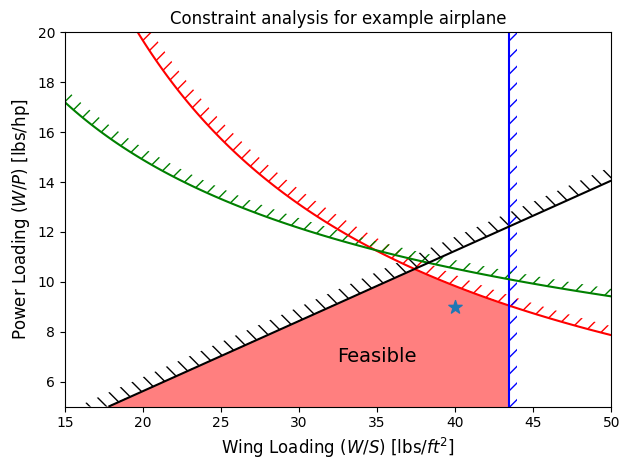 Constraint analysis for example airplane
Power Loading (W/P) [lbs/hp]
20
18
16
14
12
10
8
6
Feasible
15 20 25 30 35 40 45 50
Wing Loading (W/S) [lbs/ft²]